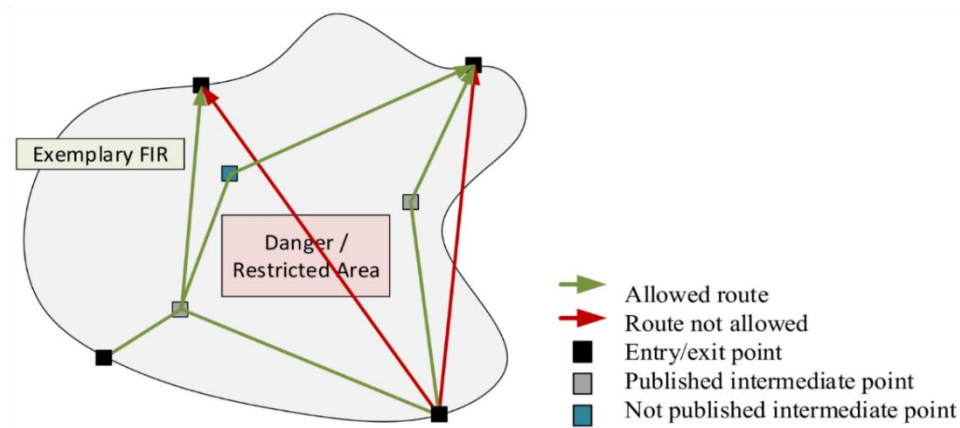 Exemplary FIR
Danger /
Restricted Area
Allowed route
Route not allowed
Entry/exit point
Published intermediate point
Not published intermediate point